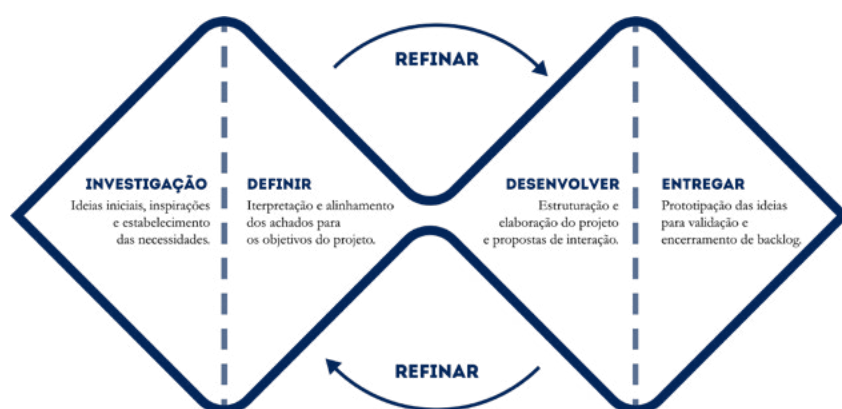 REFINAR
INVESTIGAÇÃO
Ideias iniciais, inspirações
e estabelecimento
das necessidades.
DEFINIR
Iterpretação e alinhamento
dos achados para
os objetivos do projeto.
DESENVOLVER
Estruturação e
elaboração do projeto
e propostas de interação.
ENTREGAR
Prototipação das ideias
para validação e
encerramento de backlog.
REFINAR